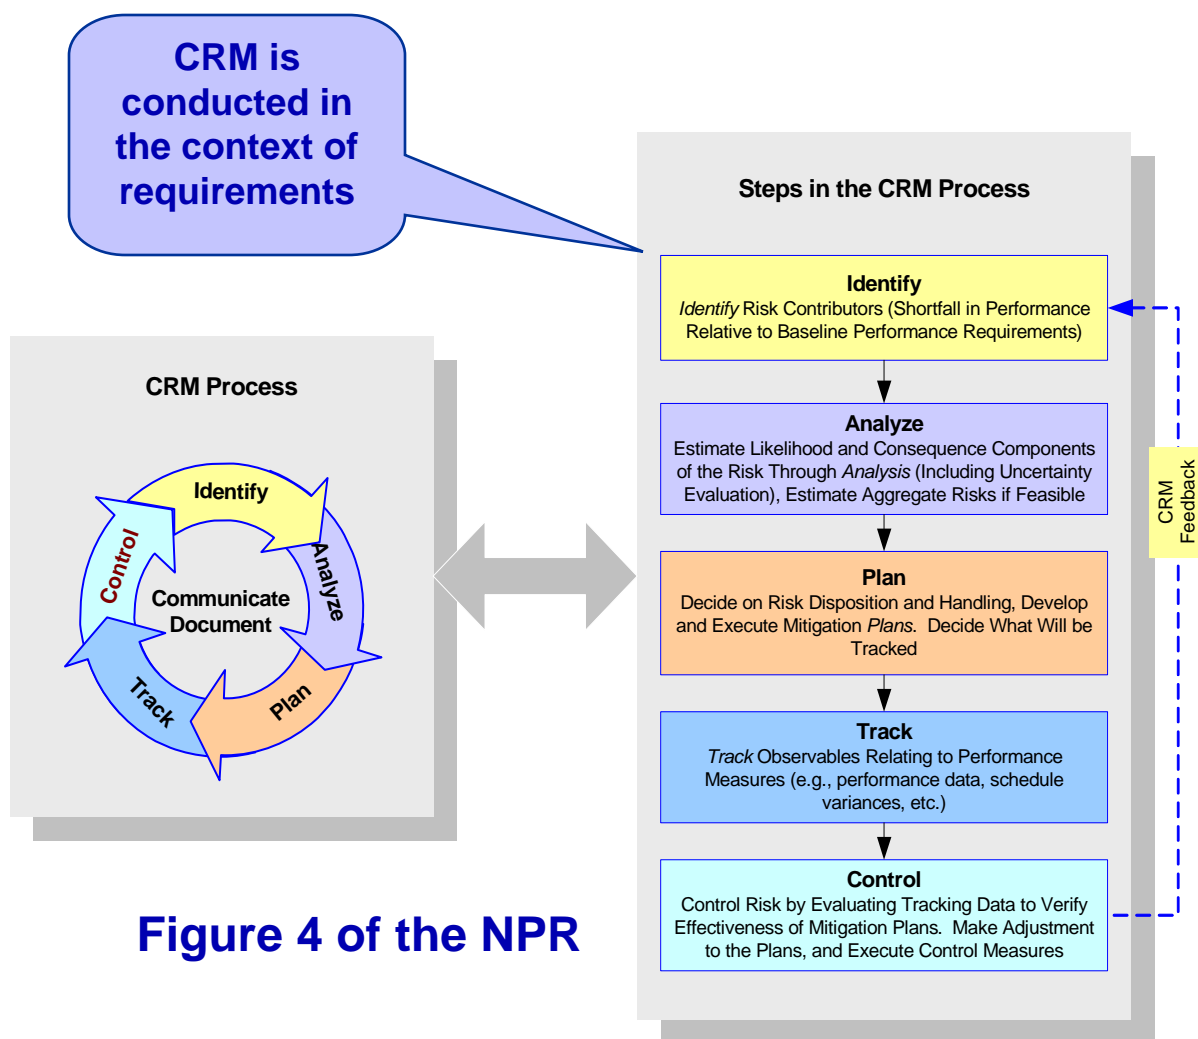 CRM is
conducted in
the context of
requirements
Steps in the CRM Process
Identify
Identify Risk Contributors (Shortfall in Performance
Relative to Baseline Performance Requirements)
Analyze
Estimate Likelihood and Consequence Components
of the Risk Through Analysis (Including Uncertainty
Evaluation), Estimate Aggregate Risks if Feasible
Plan
Decide on Risk Disposition and Handling, Develop
and Execute Mitigation Plans.  Decide What Will be
Tracked
Track
Track Observables Relating to Performance
Measures (e.g., performance data, schedule
variances, etc.)
Control
Control Risk by Evaluating Tracking Data to Verify
Effectiveness of Mitigation Plans.  Make Adjustment
to the Plans, and Execute Control Measures
CRM
Feedback
CRM Process
Identify
Analyze
Plan
Track
Control
Communicate
Document
Figure 4 of the NPR